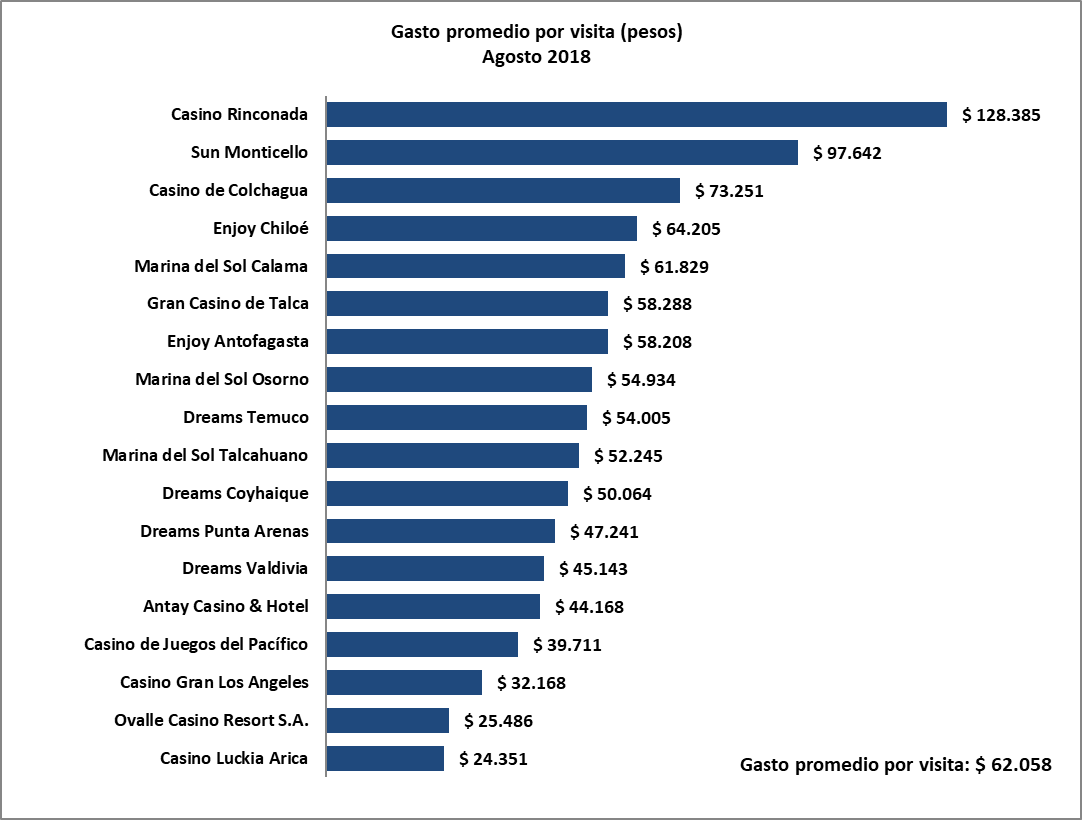 Gasto promedio por visita (pesos)
Agosto 2018
Casino Rinconada $ 128.385
Sun Monticello $ 97.642
Casino de Colchagua $ 73.251
Enjoy Chiloé $ 64.205
Marina del Sol Calama $ 61.829
Gran Casino de Talca $ 58.288
Enjoy Antofagasta $ 58.208
Marina del Sol Osorno $ 54.934
Dreams Temuco $ 54.005
Marina del Sol Talcahuano $ 52.245
Dreams Coyhaique $ 50.064
Dreams Punta Arenas $ 47.241
Dreams Valdivia $ 45.143
Antay Casino & Hotel $ 44.168
Casino de Juegos del Pacífico $ 39.711
Casino Gran Los Angeles $ 32.168
Ovalle Casino Resort S.A. $ 25.486
Casino Luckia Arica $ 24.351
Gasto promedio por visita: $ 62.058